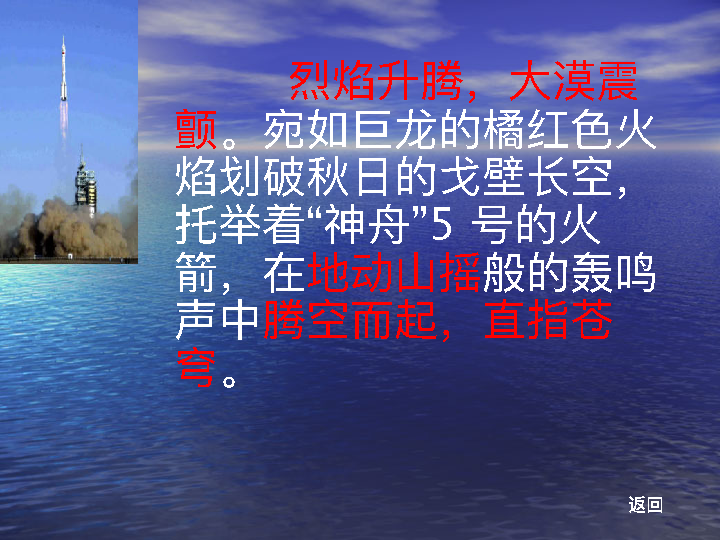 烈焰升腾，大漠震
颤。宛如巨龙的橘红色火
焰划破秋日的戈壁长空，
托举着“神舟”5 号的火
箭，在地动山摇般的轰鸣
声中腾空而起，直指苍
穹。
返回